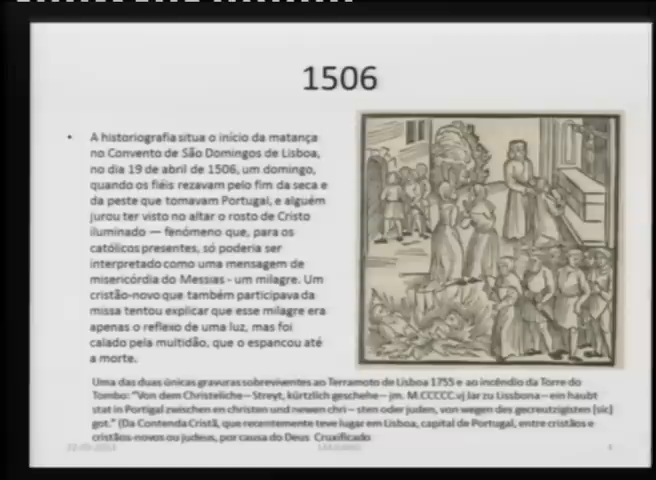 1506
• A historiografia situa o início da matança
no Convento de São Domingos de Lisboa,
no dia 19 de abril de 1506, um domingo,
quando os fiéis rezavam pelo fim da seca e
da peste que tomavam Portugal, e alguém
jurou ter visto no altar o rosto de Cristo
iluminado — fenómeno que, para os
católicos presentes, só poderia ser
interpretado como uma mensagem de
misericórdia do Messias - um milagre. Um
cristão-novo que também participava da
missa tentou explicar que esse milagre era
apenas o reflexo de uma luz, mas foi
calado pela multidão, que o espancou até
a morte.
Uma das duas únicas gravuras sobreviventes ao Terramoto de Lisboa 1755 e ao incêndio da Torre do
Tombo: "Von dem Christeliche – Streyt, kürtzlich geschehe – jm. M.CCCCC.vj Jar zu Lissbona – ein haubt
stat in Portigal zwischen en christen und newen chri – sten oder juden, von wegen des gecreutzigisten [sic]
got." (Da Contenda Cristã, que recentemente teve lugar em Lisboa, capital de Portugal, entre cristãos e
cristãos-novos ou judeus, por causa do Deus Crucificado